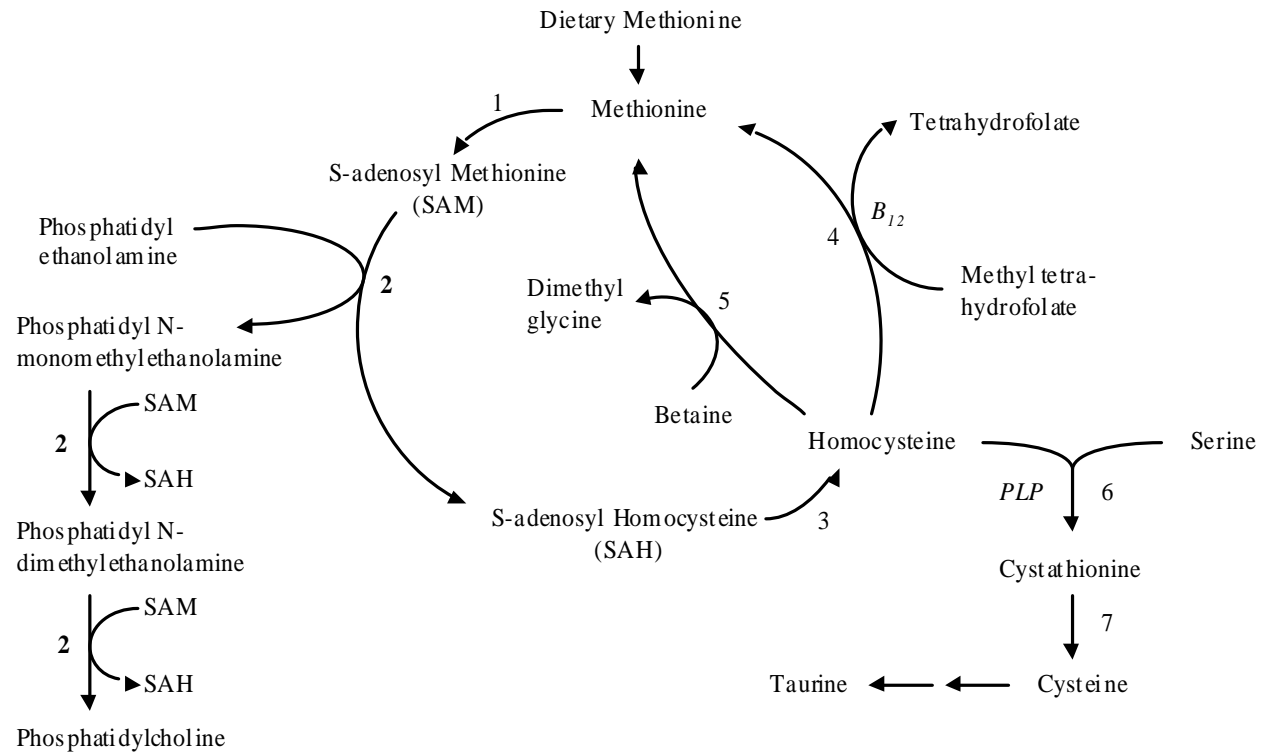 Dietary Methionine
1
Methionine
Tetrahydrofolate
S-adenosyl Methionine
(SAM)
Phosphatidyl
ethanolamine
B12
4
2
Methyl tetra-
hydrofolate
Dimethyl
glycine
5
Phosphatidyl N-
monomethylethanolamine
SAM
Betaine
2
Homocysteine
Serine
SAH
PLP
6
S-adenosyl Homocysteine
(SAH)
3
Phosphatidyl N-
dimethylethanolamine
Cystathionine
SAM
7
2
SAH
Taurine
Cysteine
Phosphatidylcholine